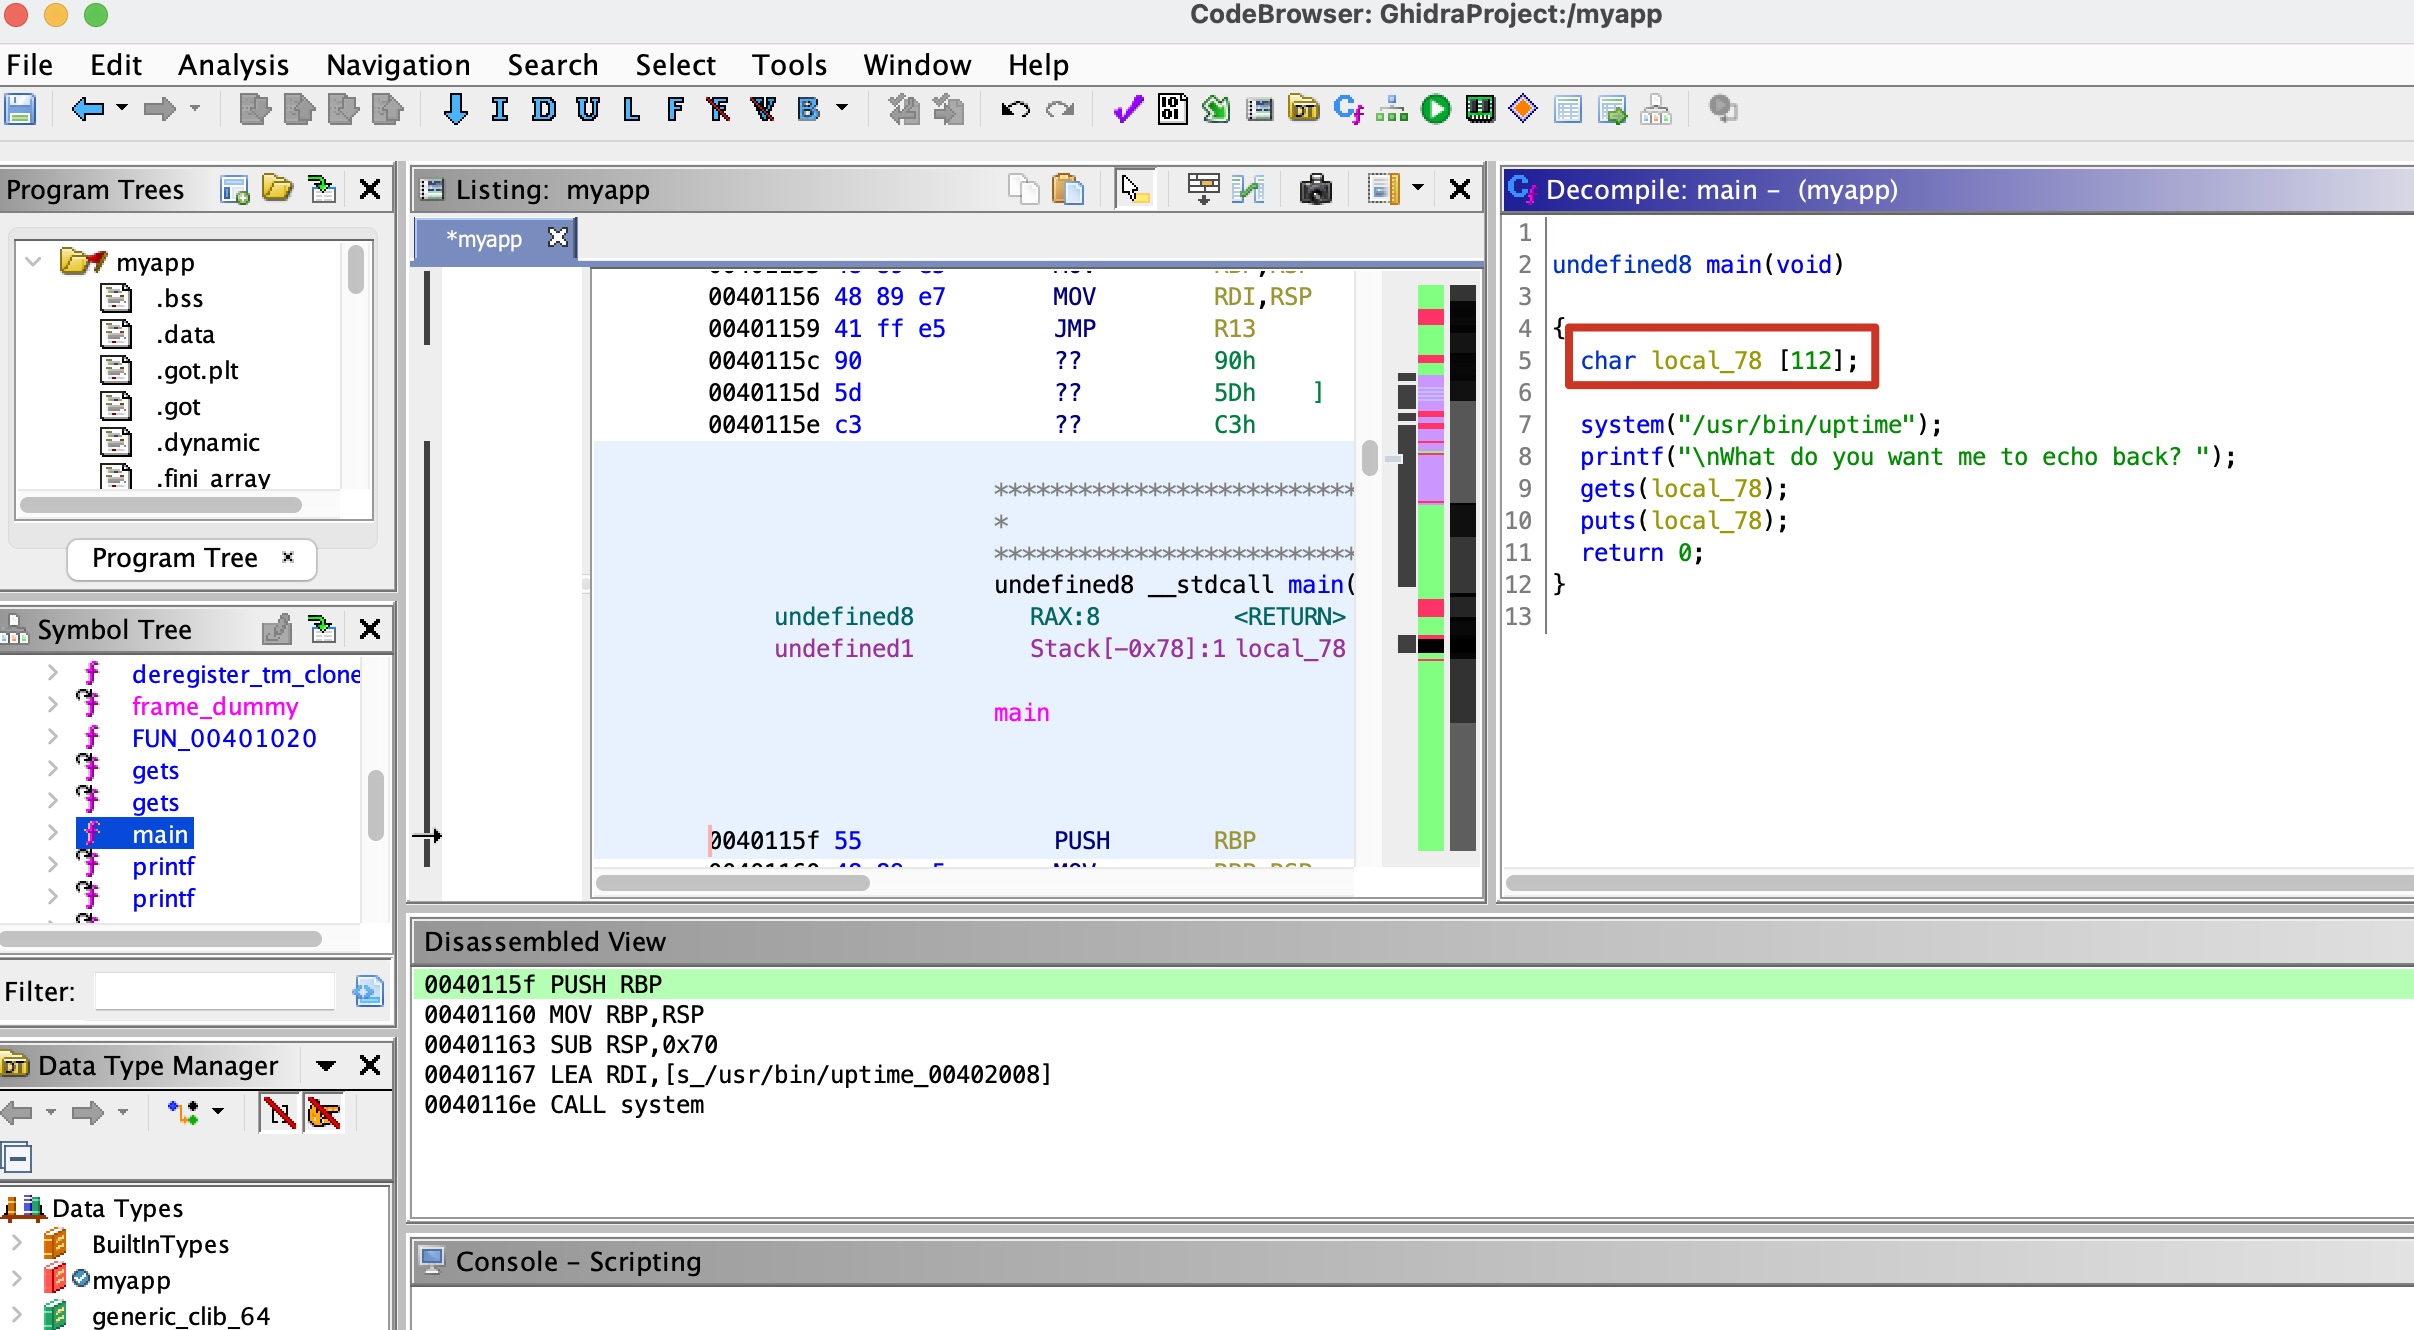 CodeBrowser: GhidraProject:/myapp
File Edit Analysis Navigation Search Select Tools Window Help
I D U L F F V B
Program Trees
myapp
.bss
.data
.got.plt
.got
.dynamic
.fini_array
Program Tree
Symbol Tree
deregister_tm_clone
frame_dummy
FUN_00401020
gets
gets
main
printf
printf
Filter:
Data Type Manager
Data Types
BuiltInTypes
myapp
generic_clib_64
Listing: myapp
*myapp
00401156 48 89 e7 MOV RDI,RSP
00401159 41 ff e5 JMP R13
0040115c 90 ?? 90h
0040115d 5d ?? 5Dh ]
0040115e c3 ?? C3h
**************************
*
**************************
undefined8 __stdcall main(
undefined8 RAX:8 <RETURN>
undefined1 Stack[-0x78]:1 local_78
main
0040115f 55 PUSH RBP
Decompile: main - (myapp)
1
2 undefined8 main(void)
3
4 {
5 char local_78 [112];
6
7 system("/usr/bin/uptime");
8 printf("\nWhat do you want me to echo back? ");
9 gets(local_78);
10 puts(local_78);
11 return 0;
12 }
13
Disassembled View
0040115f PUSH RBP
00401160 MOV RBP,RSP
00401163 SUB RSP,0x70
00401167 LEA RDI,[s_/usr/bin/uptime_00402008]
0040116e CALL system
Console - Scripting